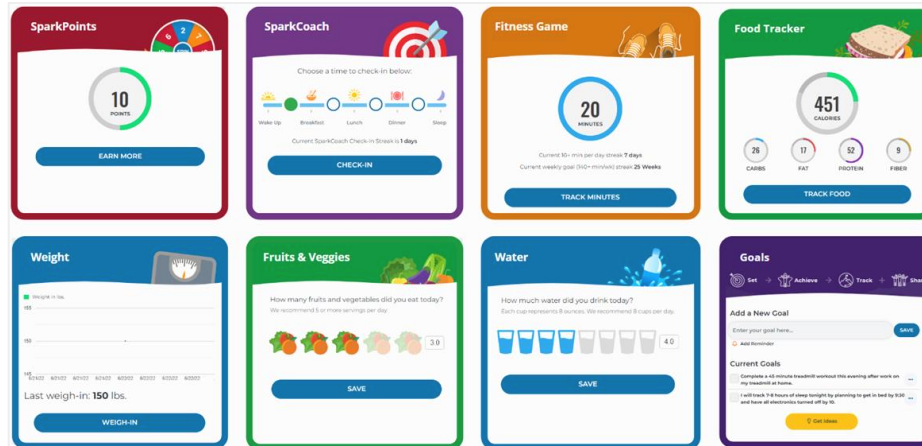 SparkPoints
2
10
POINTS
EARN MORE
SparkCoach
Choose a time to check-in below:
Wake Up Breakfast Lunch Dinner Sleep
Current SparkCoach Check-In Streak is 1 days
CHECK-IN
Fitness Game
20
MINUTES
Current 10+ min per day streak 7 days
Current weekly goal (140+ min/wk) streak 25 Weeks
TRACK MINUTES
Food Tracker
451
CALORIES
26 17 52 9
CARBS FAT PROTEIN FIBER
TRACK FOOD
Weight
Weight in lbs.
155
150
145
Last weigh-in: 150 lbs.
WEIGH-IN
Fruits & Veggies
How many fruits and vegetables did you eat today?
We recommend 5 or more servings per day.
3.0
SAVE
Water
How much water did you drink today?
Each cup represents 8 ounces. We recommend 8 cups per day.
4.0
SAVE
Goals
Set Achieve Track Shar
Add a New Goal
Enter your goal here...
SAVE
Add Reminder
Current Goals
Complete a 45 minute treadmill workout this evening after work on
my treadmill at home.
I will track 7-8 hours of sleep tonight by planning to get in bed by 9:30
and have all electronics turned off by 10.
Get Ideas